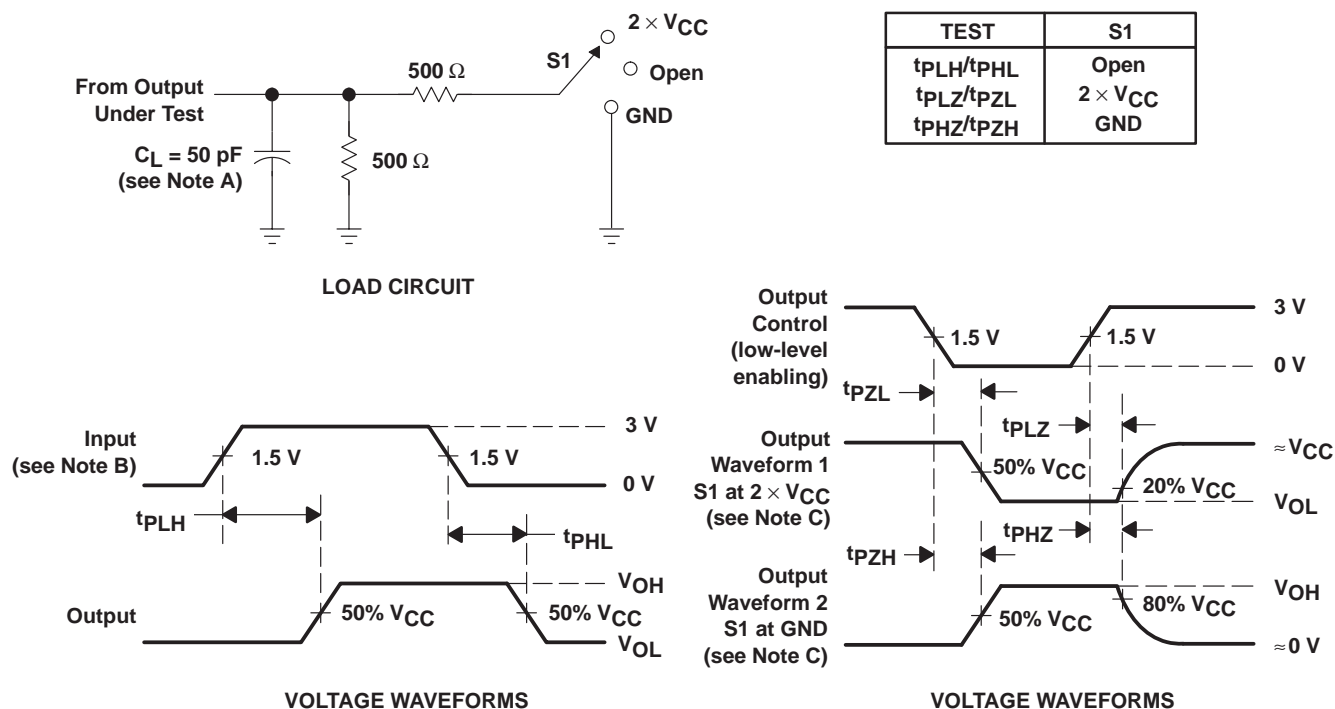 2 × VCC
S1
500 Ω
Open
From Output
Under Test
GND
CL = 50 pF
(see Note A)
500 Ω
LOAD CIRCUIT
TEST S1
tPLH/tPHL Open
tPLZ/tPZL 2 × VCC
tPHZ/tPZH GND
Input
(see Note B)
3 V
1.5 V
1.5 V
0 V
tPLH
tPHL
VOH
Output
50% VCC
50% VCC
VOL
VOLTAGE WAVEFORMS
Output
Control
(low-level
enabling)
3 V
1.5 V
1.5 V
0 V
tPZL
tPLZ
Output
Waveform 1
S1 at 2 × VCC
(see Note C)
≈VCC
50% VCC
20% VCC
VOL
tPHZ
tPZH
Output
Waveform 2
S1 at GND
(see Note C)
VOH
50% VCC
80% VCC
≈0 V
VOLTAGE WAVEFORMS